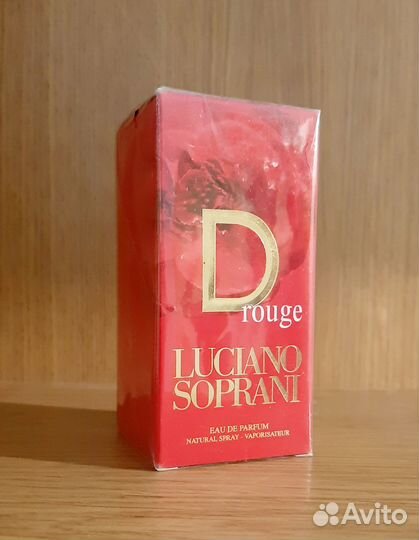 D
rouge
LUCIANO
SOPRANI
EAU DE PARFUM
NATURAL SPRAY - VAPORISATEUR
Avito